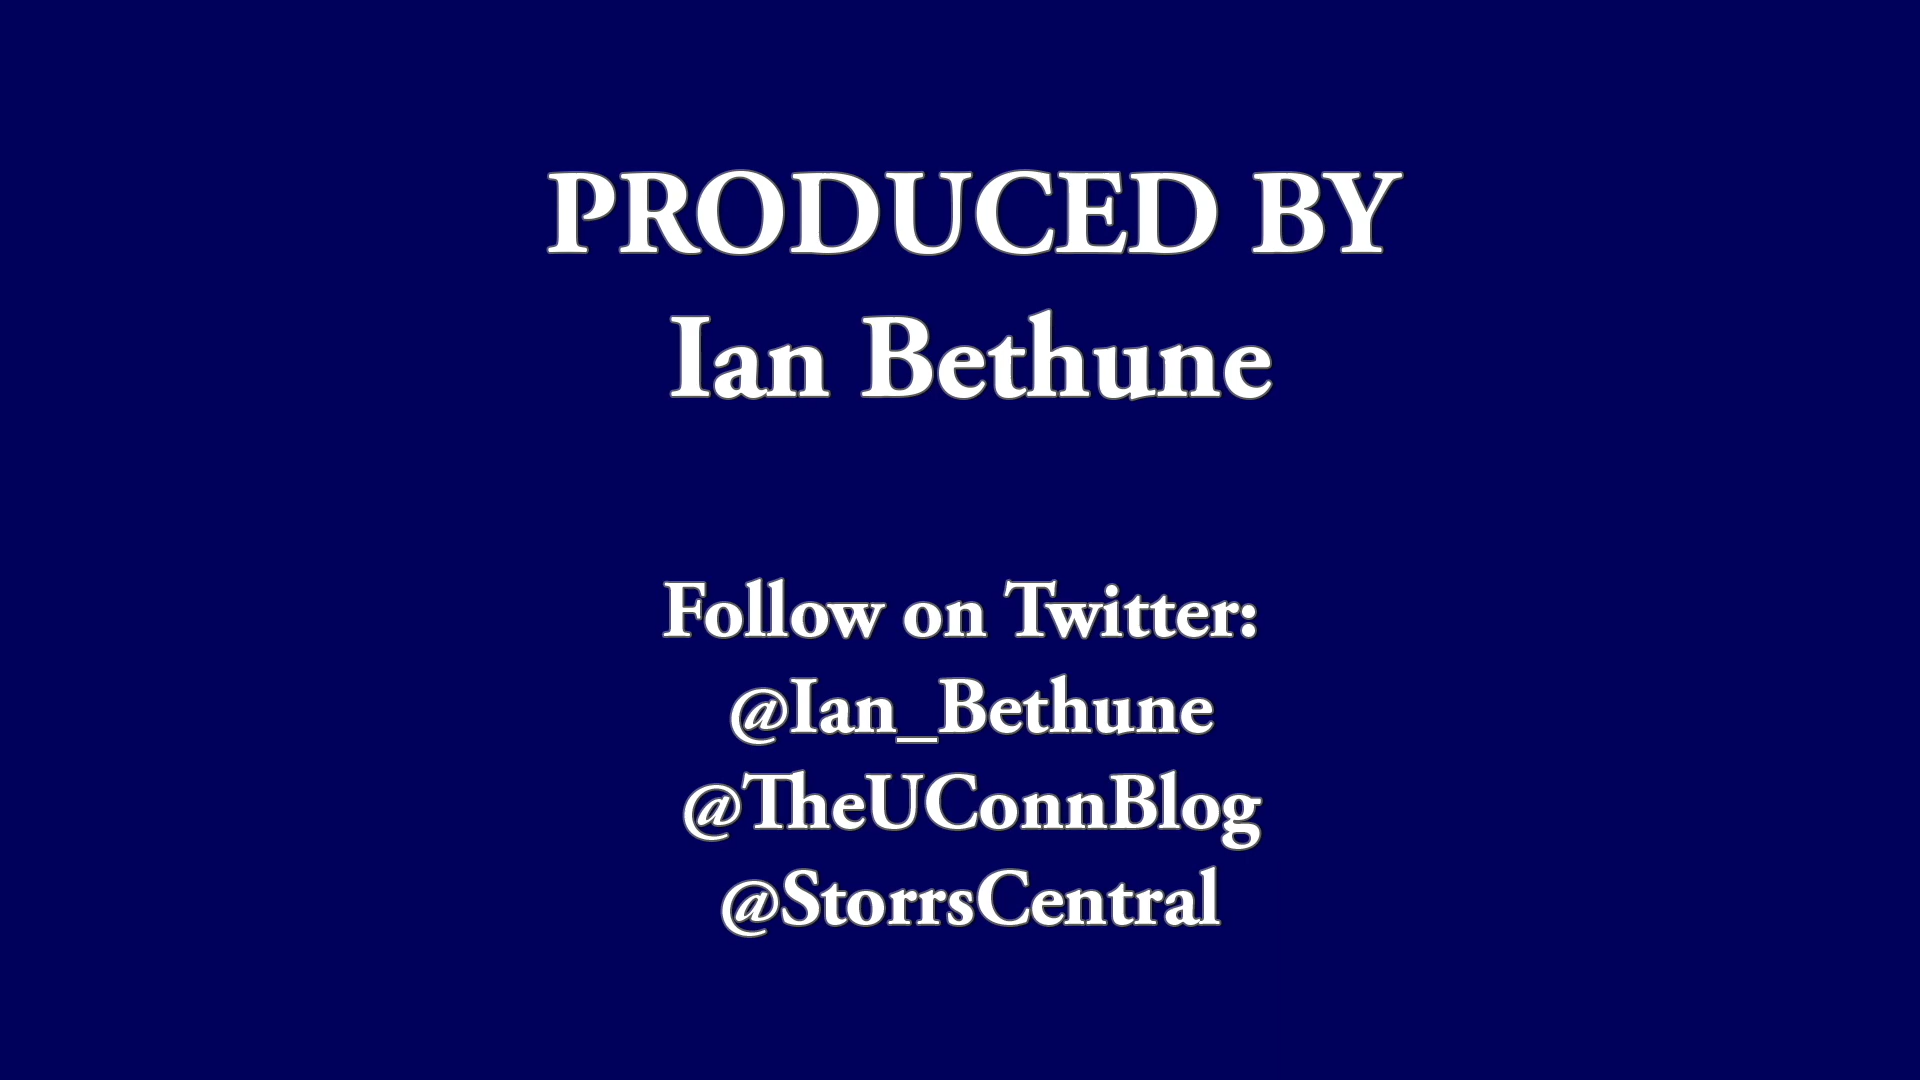 PRODUCED BY
Ian Bethune
Follow on Twitter:
@Ian_Bethune
@TheUConnBlog
@StorrsCentral